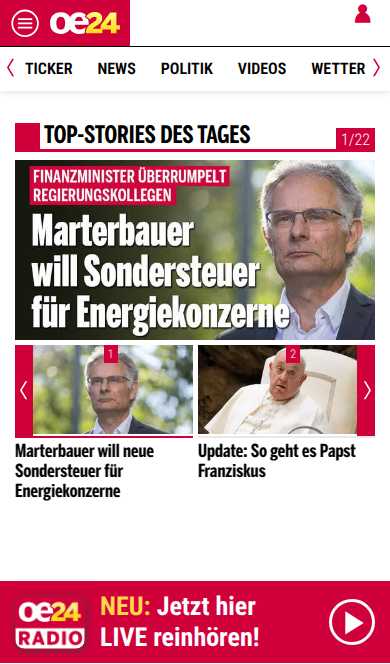 oe24
TICKER NEWS POLITIK VIDEOS WETTER
TOP-STORIES DES TAGES
1/22
FINANZMINISTER ÜBERRUMPELT
REGIERUNGSKOLLEGEN
Marterbauer
will Sondersteuer
für Energiekonzerne
1
2
Marterbauer will neue
Sondersteuer für
Energiekonzerne
Update: So geht es Papst
Franziskus
oe24
RADIO
NEU: Jetzt hier
LIVE reinhören!